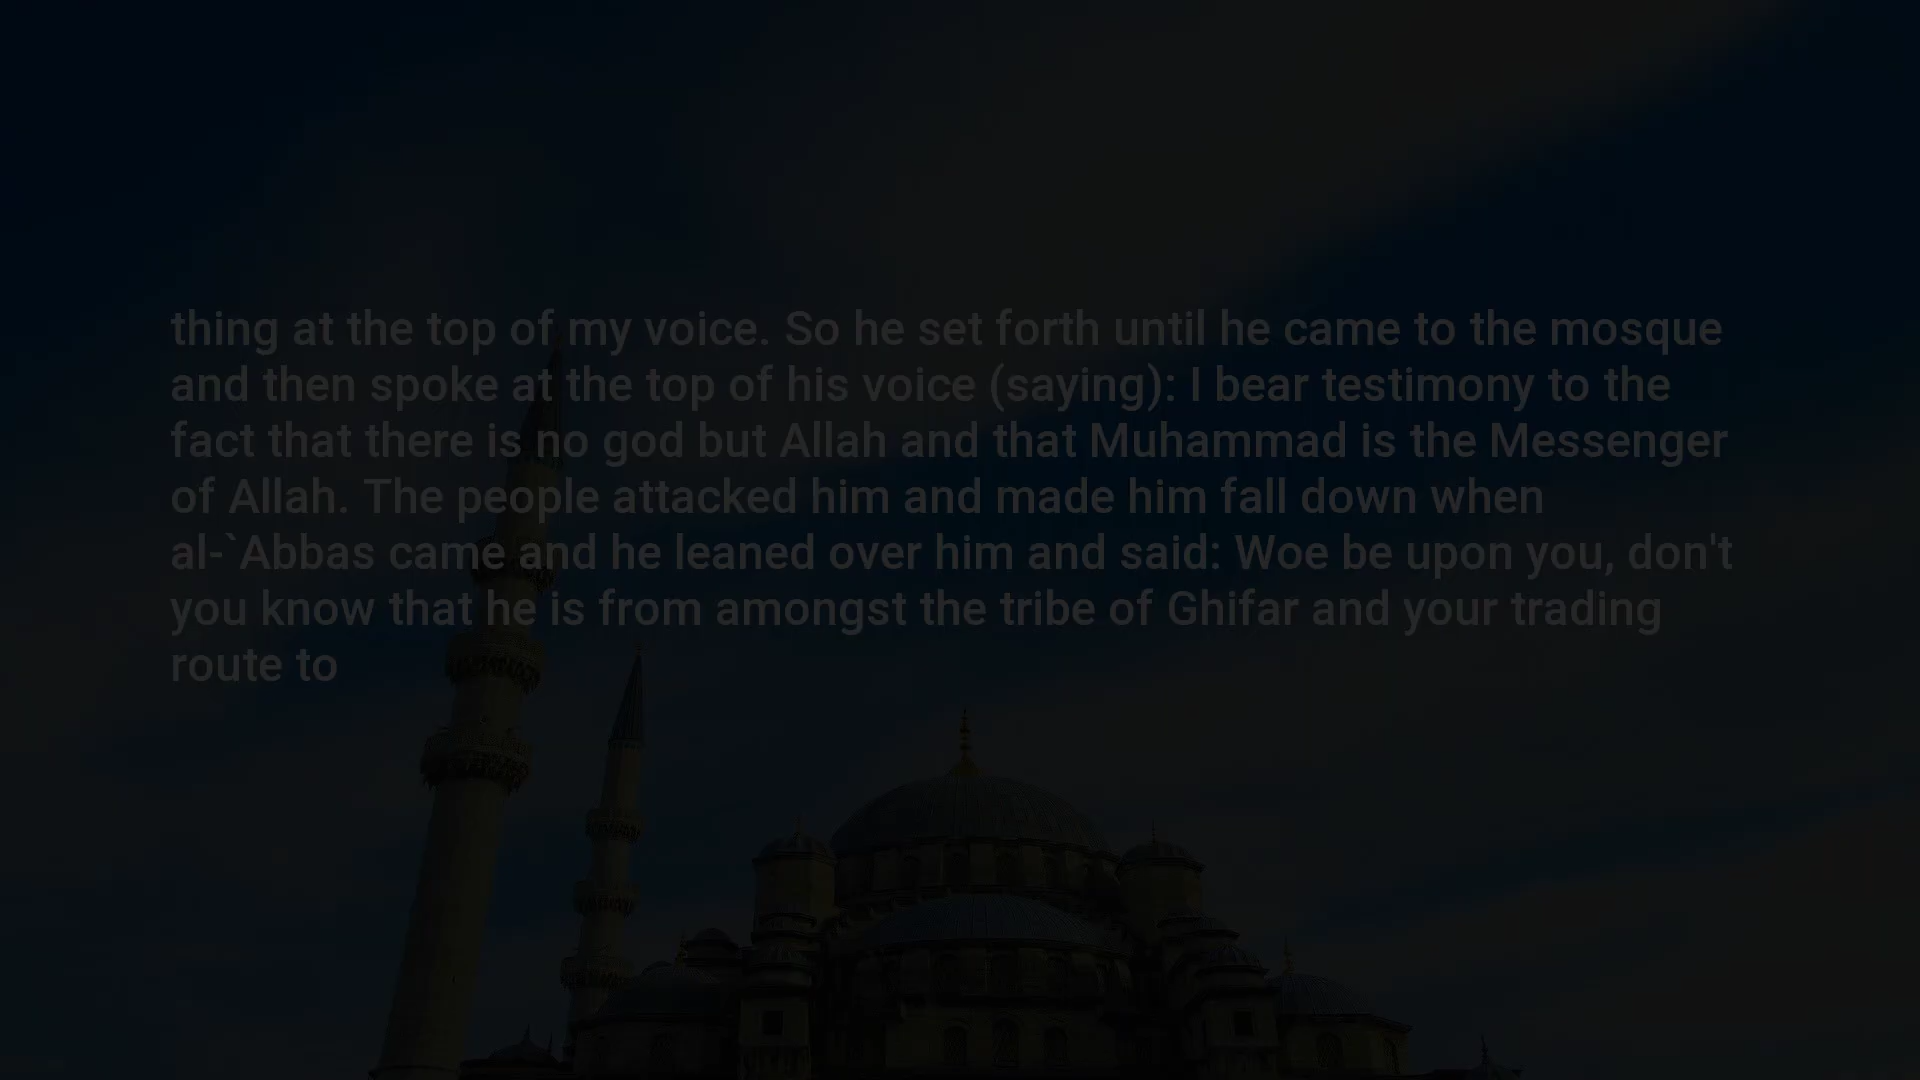 thing at the top of my voice. So he set forth until he came to the mosque
and then spoke at the top of his voice (saying): I bear testimony to the
fact that there is no god but Allah and that Muhammad is the Messenger
of Allah. The people attacked him and made him fall down when
al-`Abbas came and he leaned over him and said: Woe be upon you, don't
you know that he is from amongst the tribe of Ghifar and your trading
route to